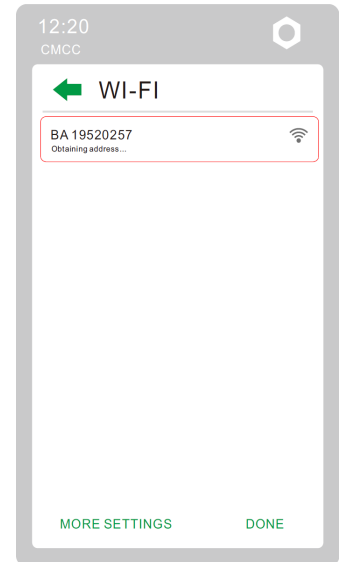 12:20
CMCC
WI-FI
BA 19520257
Obtaining address...
MORE SETTINGS DONE